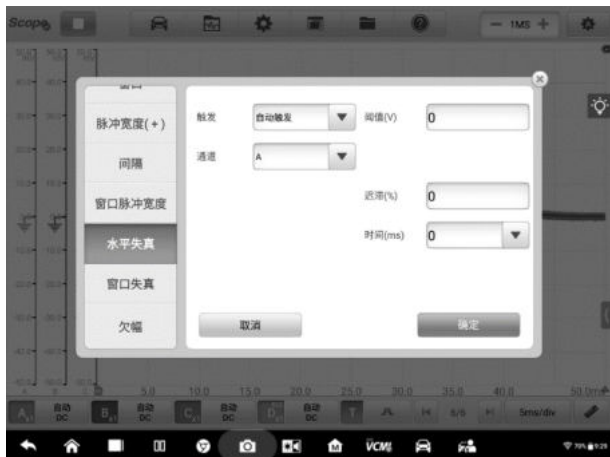 Scope
1MS
脉冲宽度(+)
间隔
窗口脉冲宽度
水平失真
窗口失真
欠幅
触发
自动触发
阈值(V)
0
通道
A
迟滞(%)
0
时间(ms)
0
取消
确定
5.0
10.0
15.0
20.0
25.0
30.0
35.0
40.0
A
自动
DC
B
自动
DC
C
自动
DC
D
自动
DC
T
6/6
5ms/div
VCMI